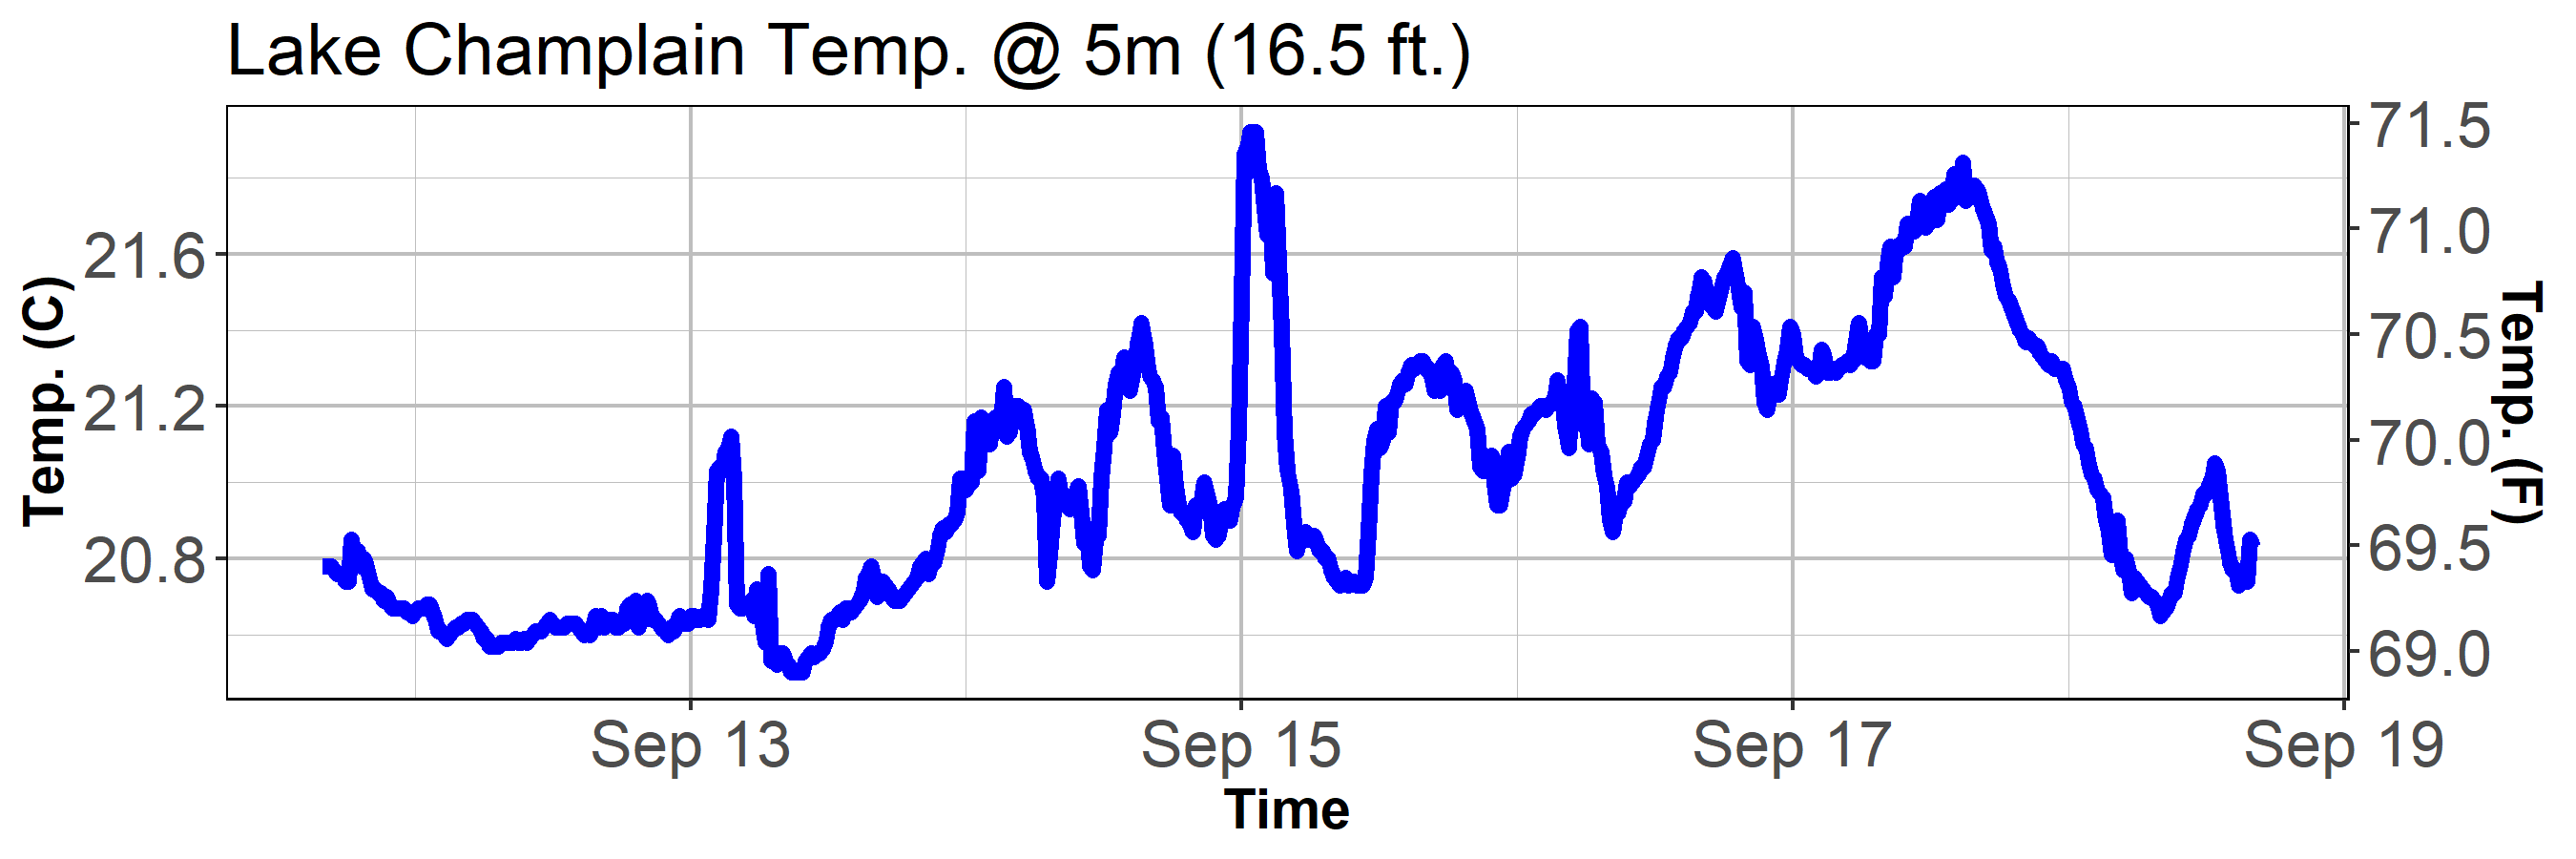 Lake Champlain Temp. @ 5m (16.5 ft.)
Temp. (C)
21.6
21.2
20.8
71.5
71.0
70.5
70.0
69.5
69.0
Temp. (F)
Sep 13
Sep 15
Sep 17
Sep 19
Time